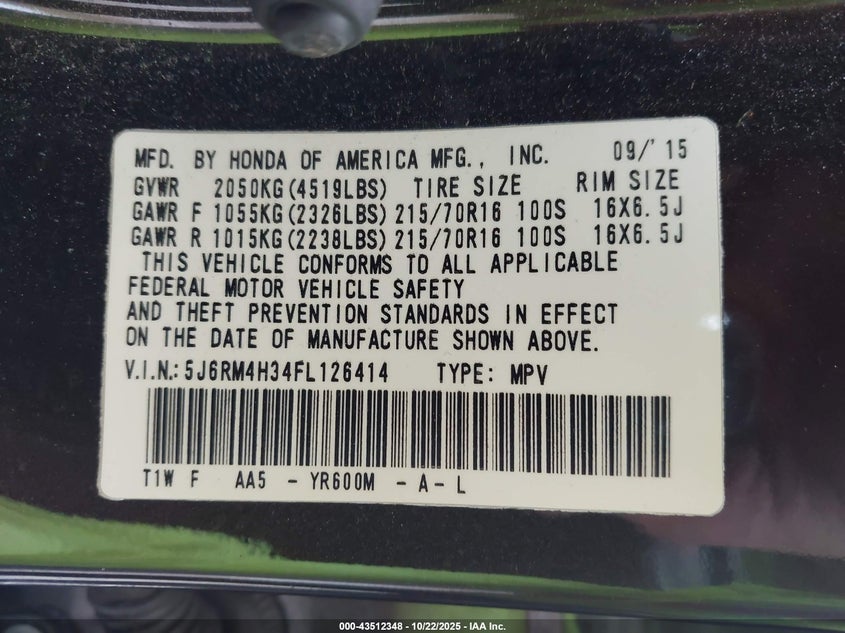 MFD. BY HONDA OF AMERICA MFG., INC. 09/'15
GVWR 2050KG(4519LBS) TIRE SIZE RIM SIZE
GAWR F 1055KG(2326LBS) 215/70R16 100S 16X6.5J
GAWR R 1015KG(2238LBS) 215/70R16 100S 16X6.5J
THIS VEHICLE CONFORMS TO ALL APPLICABLE
FEDERAL MOTOR VEHICLE SAFETY
AND THEFT PREVENTION STANDARDS IN EFFECT
ON THE DATE OF MANUFACTURE SHOWN ABOVE.
V.I.N.: 5J6RM4H34FL126414 TYPE: MPV
T1W F AA5 - YR600M - A - L
000-43512348 | 10/22/2025 | IAA Inc.